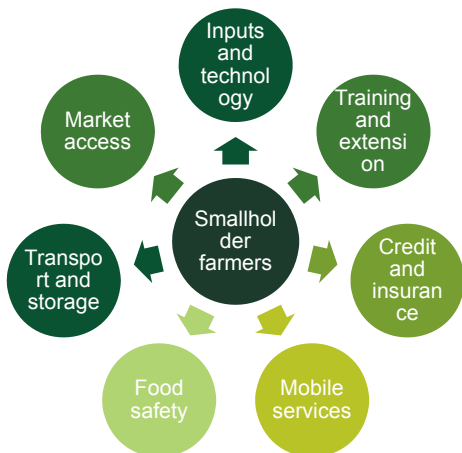 Inputs
and
technol
ogy
Training
and
extensi
on
Credit
and
insuran
ce
Mobile
services
Food
safety
Transpo
rt and
storage
Market
access
Smallhol
der
farmers